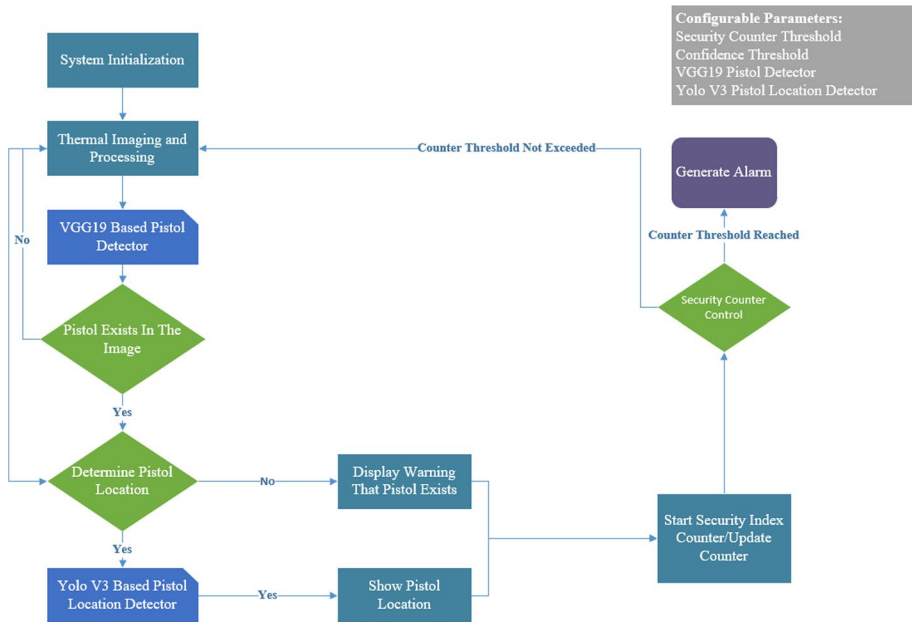 Configurable Parameters:
Security Counter Threshold
Confidence Threshold
VGG19 Pistol Detector
Yolo V3 Pistol Location Detector
System Initialization
Thermal Imaging and
Processing
Counter Threshold Not Exceeded
Generate Alarm
VGG19 Based Pistol
Detector
No
Counter Threshold Reached
Security Counter
Control
Pistol Exists In The
Image
Yes
Determine Pistol
Location
No
Display Warning
That Pistol Exists
Start Security Index
Counter/Update
Counter
Yes
Yolo V3 Based Pistol
Location Detector
Yes
Show Pistol
Location